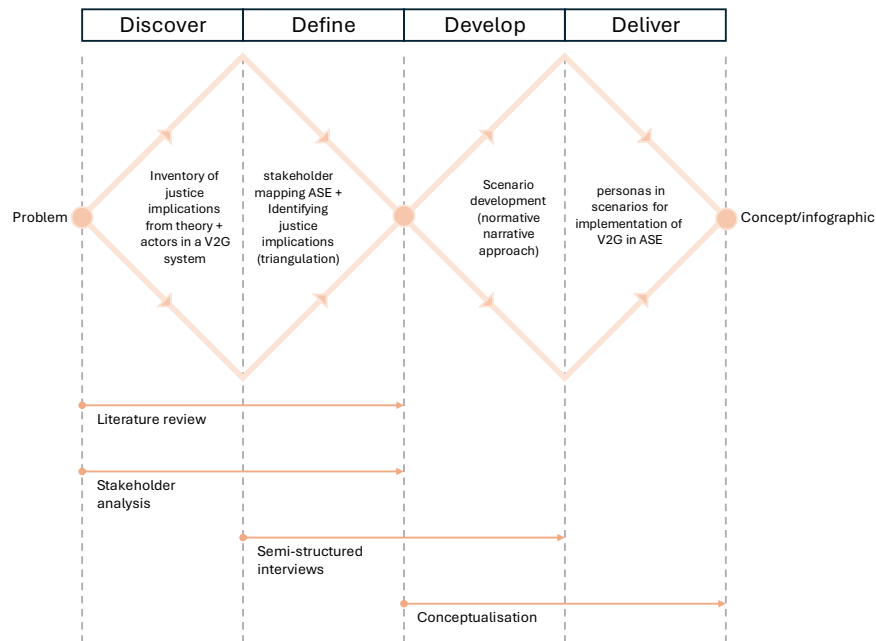 Discover
Define
Develop
Deliver
Problem
Inventory of
justice
implications
from theory +
actors in a V2G
system
stakeholder
mapping ASE +
Identifying
justice
implications
(triangulation)
Scenario
development
(normative
narrative
approach)
personas in
scenarios for
implementation of
V2G in ASE
Concept/infographic
Literature review
Stakeholder
analysis
Semi-structured
interviews
Conceptualisation